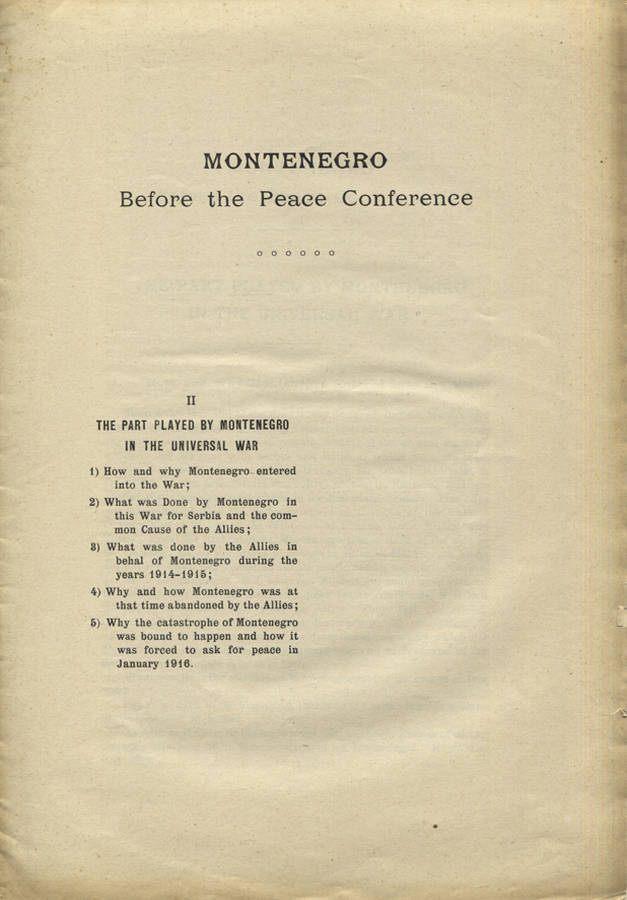 MONTENEGRO
Before the Peace Conference
II
THE PART PLAYED BY MONTENEGRO
IN THE UNIVERSAL WAR
1) How and why Montenegro entered
into the War;
2) What was Done by Montenegro in
this War for Serbia and the com-
mon Cause of the Allies;
3) What was done by the Allies in
behal of Montenegro during the
years 1914-1915;
4) Why and how Montenegro was at
that time abandoned by the Allies;
5) Why the catastrophe of Montenegro
was bound to happen and how it
was forced to ask for peace in
January 1916.